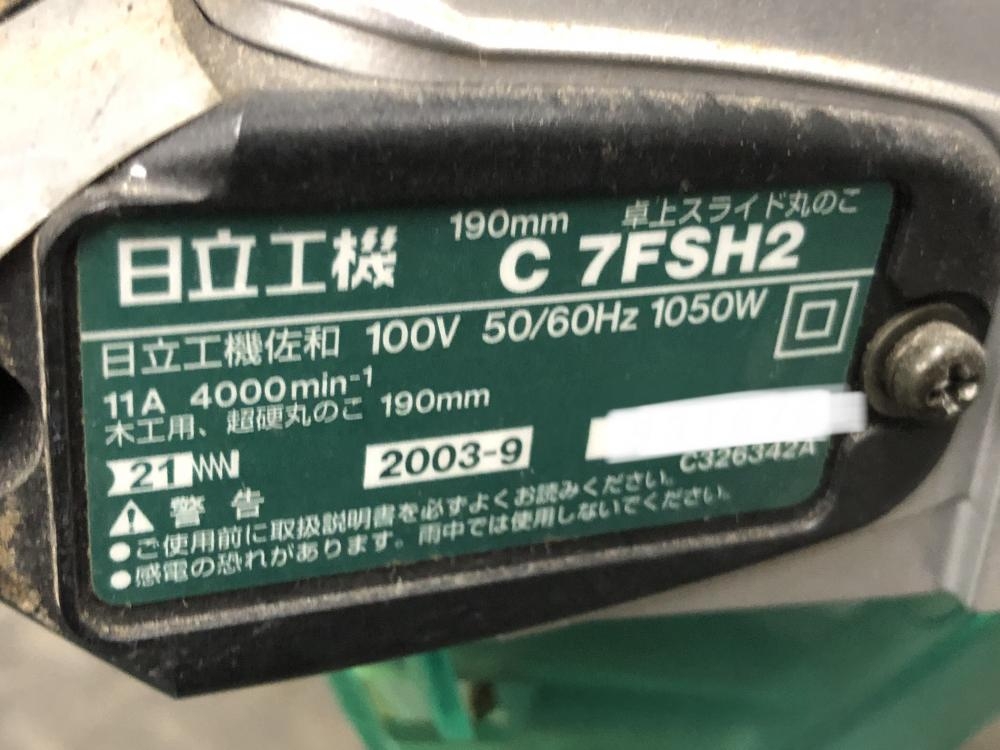 190mm 卓上スライド丸のこ
日立工機 C 7FSH2
日立工機佐和 100V 50/60Hz 1050W
11A 4000min-1
木工用、超硬丸のこ 190mm
21 2003-9
C326342A
警告
●ご使用前に取扱説明書を必ずよくお読みください。
●感電の恐れがあります。雨中では使用しないでください。